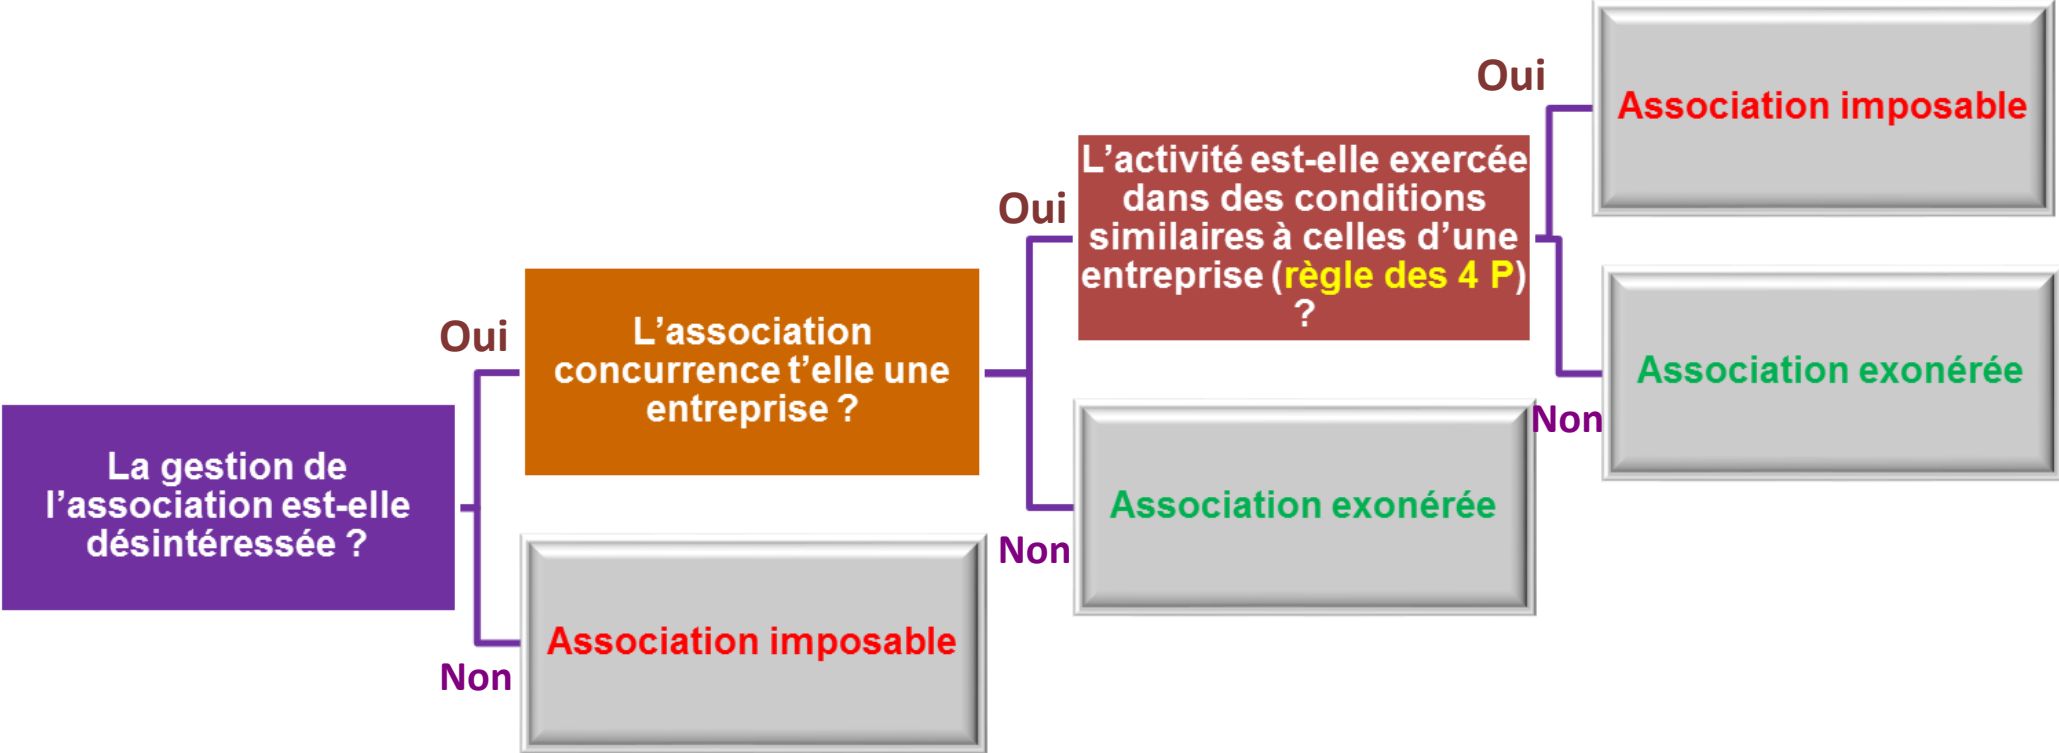 La gestion de
l’association est-elle
désintéressée ?
Oui
L’association
concurrence t’elle une
entreprise ?
Non
Association imposable
Oui
L’activité est-elle exercée
dans des conditions
similaires à celles d’une
entreprise (règle des 4 P)
?
Non
Association exonérée
Oui
Association imposable
Non
Association exonérée